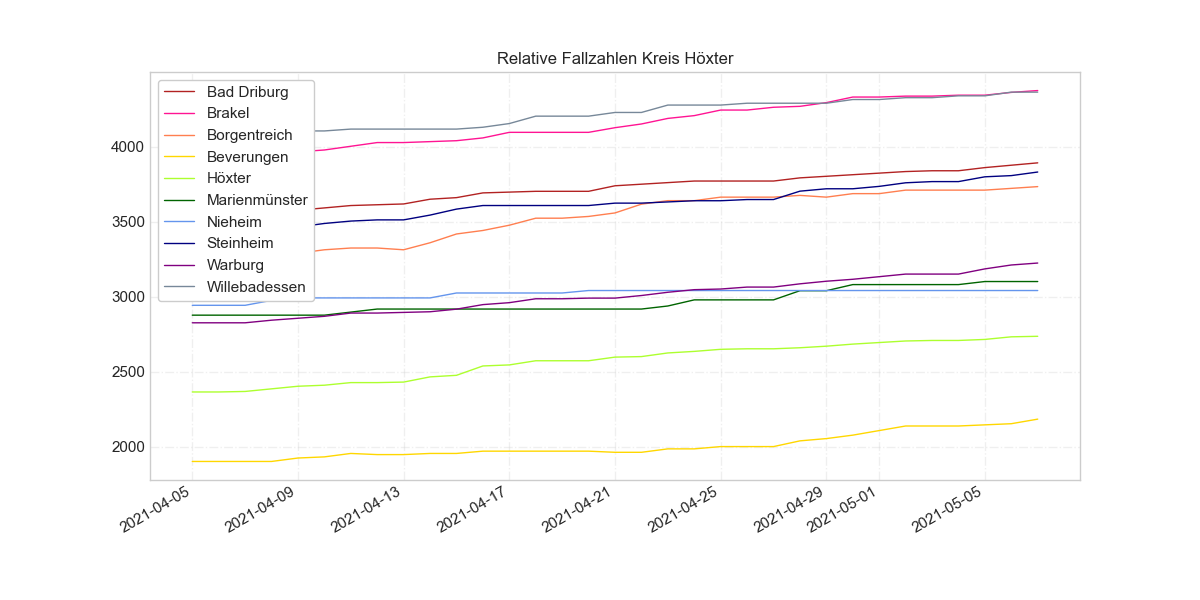 Relative Fallzahlen Kreis Höxter
Bad Driburg
Brakel
Borgentreich
Beverungen
Höxter
Marienmünster
Nieheim
Steinheim
Warburg
Willebadessen
4000
3500
3000
2500
2000
2021-04-05
2021-04-09
2021-04-13
2021-04-17
2021-04-21
2021-04-25
2021-04-29
2021-05-01
2021-05-05